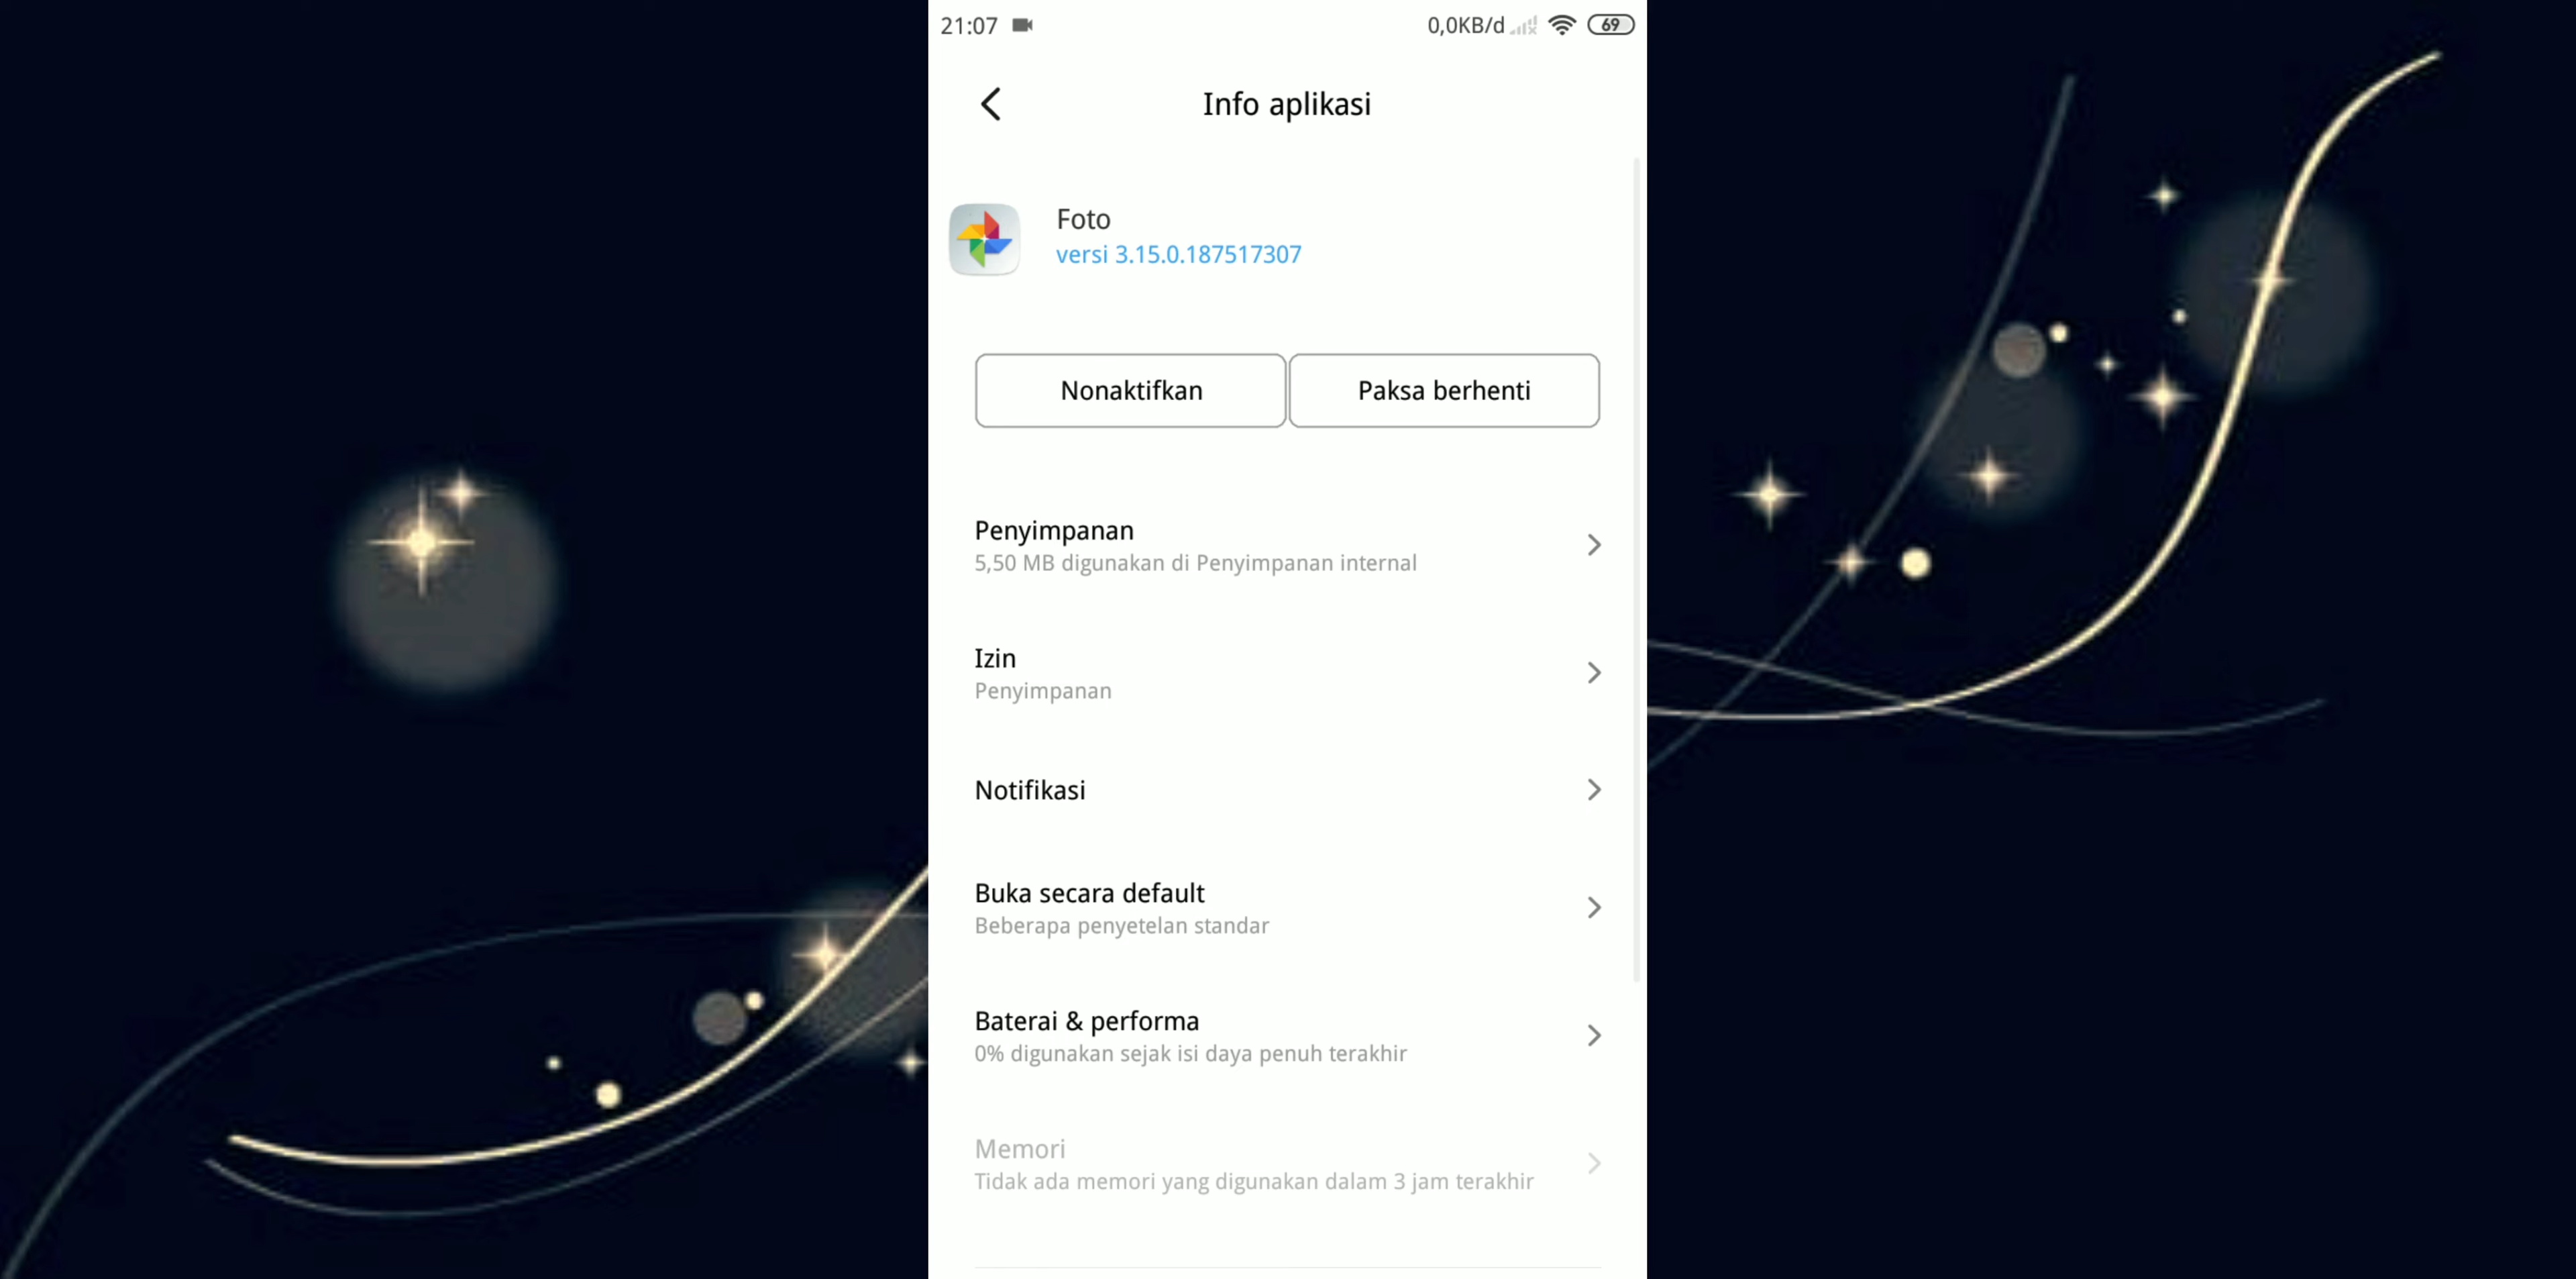 21:07 0,0KB/d 69
Info aplikasi
Foto
versi 3.15.0.187517307
Nonaktifkan Paksa berhenti
Penyimpanan
5,50 MB digunakan di Penyimpanan internal
Izin
Penyimpanan
Notifikasi
Buka secara default
Beberapa penyetelan standar
Baterai & performa
0% digunakan sejak isi daya penuh terakhir
Memori
Tidak ada memori yang digunakan dalam 3 jam terakhir